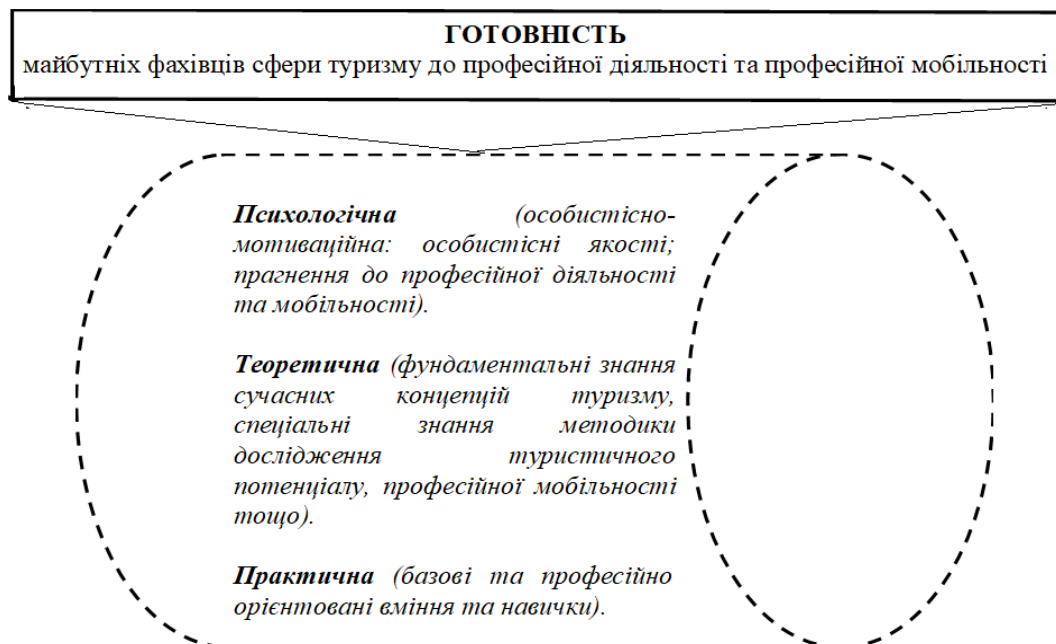 ГОТОВНІСТЬ
майбутніх фахівців сфери туризму до професійної діяльності та професійної мобільності
Психологічна (особистісно-
мотиваційна: особистісні якості;
прагнення до професійної діяльності
та мобільності).
Теоретична (фундаментальні знання
сучасних концепцій туризму,
спеціальні знання методики
дослідження туристичного
потенціалу, професійної мобільності
тощо).
Практична (базові та професійно
орієнтовані вміння та навички).